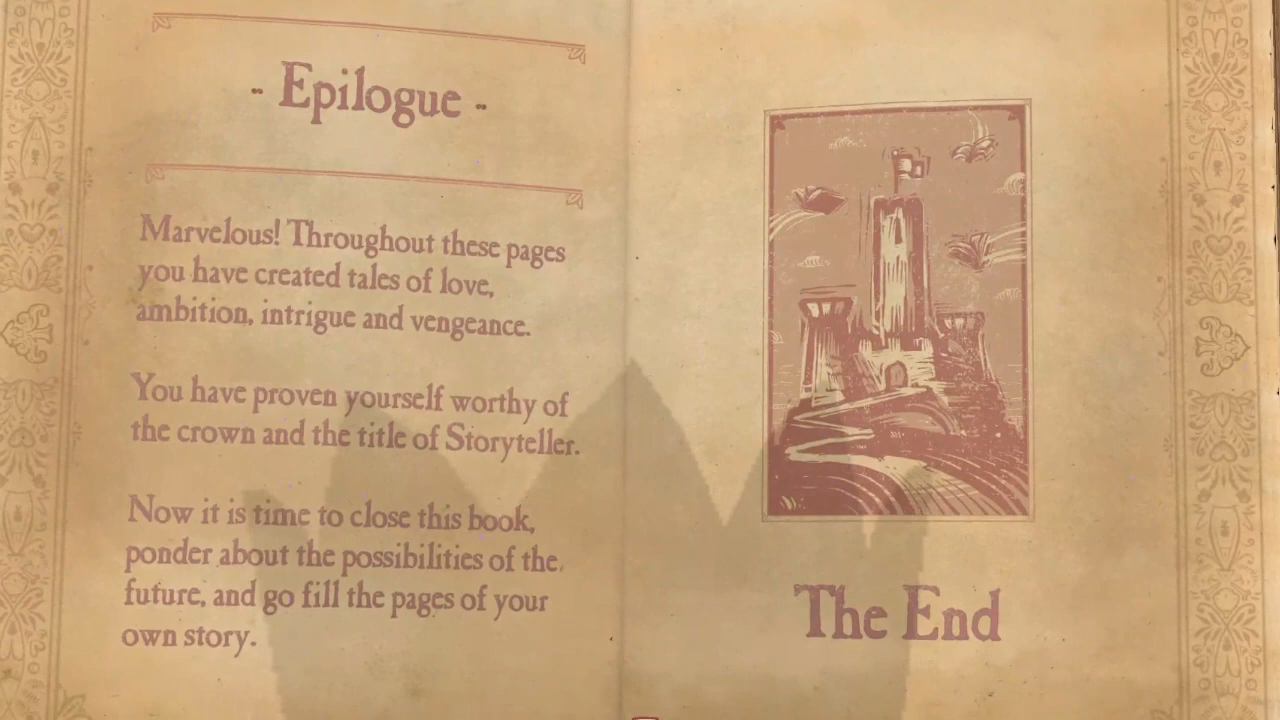 - Epilogue -
Marvelous! Throughout these pages
you have created tales of love,
ambition, intrigue and vengeance.
You have proven yourself worthy of
the crown and the title of Storyteller.
Now it is time to close this book,
ponder about the possibilities of the
future, and go fill the pages of your
own story.
The End